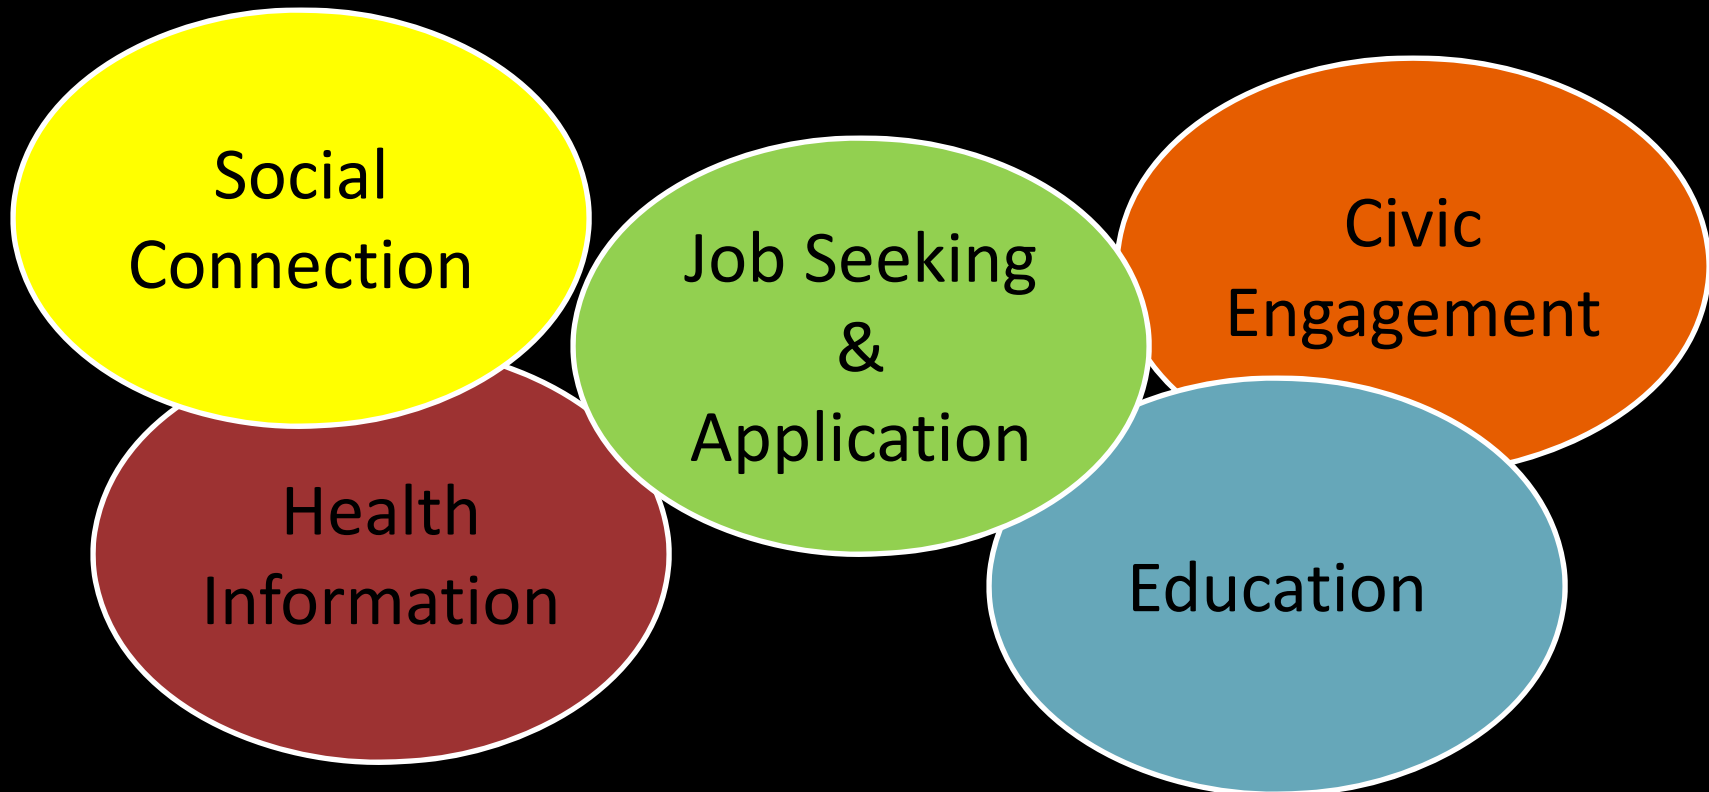 Social
Connection
Job Seeking
&
Application
Civic
Engagement
Health
Information
Education